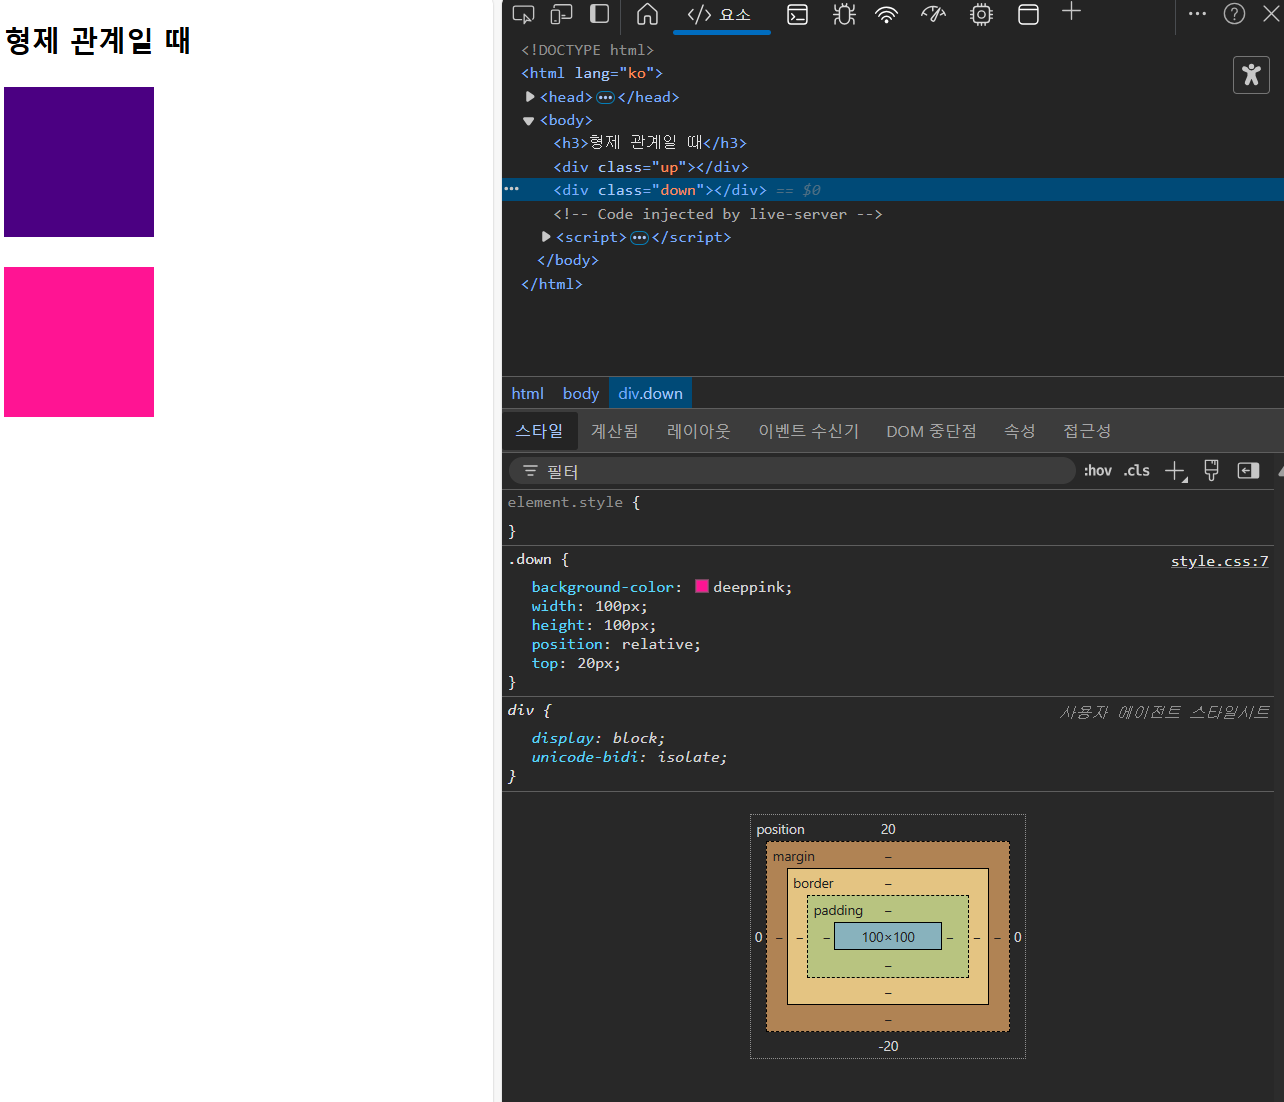 형제 관계일 때
</> 요소
<!DOCTYPE html>
<html lang="ko">
<head>•••</head>
<body>
<h3>형제 관계일 때</h3>
<div class="up"></div>
••• <div class="down"></div> == $0
<!-- Code injected by live-server -->
<script>•••</script>
</body>
</html>
html body div.down
스타일 계산됨 레이아웃 이벤트 수신기 DOM 중단점 속성 접근성
필터 :hov .cls
element.style {
}
.down { style.css:7
background-color: deeppink;
width: 100px;
height: 100px;
position: relative;
top: 20px;
}
div { 사용자 에이전트 스타일시트
display: block;
unicode-bidi: isolate;
}
position 20
margin –
border –
padding –
0 – – – 100×100 – – – 0
–
–
–
-20